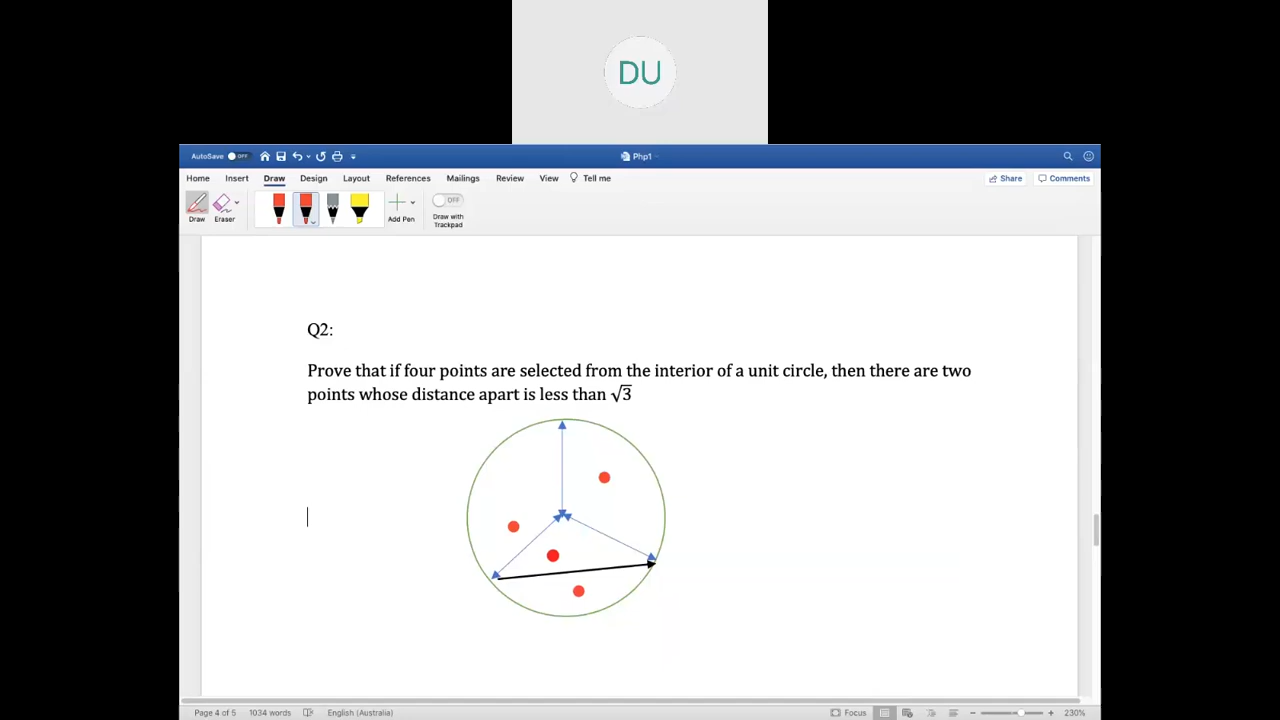 DU
AutoSave OFF Php1
Home Insert Draw Design Layout References Mailings Review View Tell me Share Comments
Draw Eraser Add Pen OFF Draw with Trackpad
Q2:
Prove that if four points are selected from the interior of a unit circle, then there are two
points whose distance apart is less than √3
Page 4 of 5 1034 words English (Australia) Focus 230%